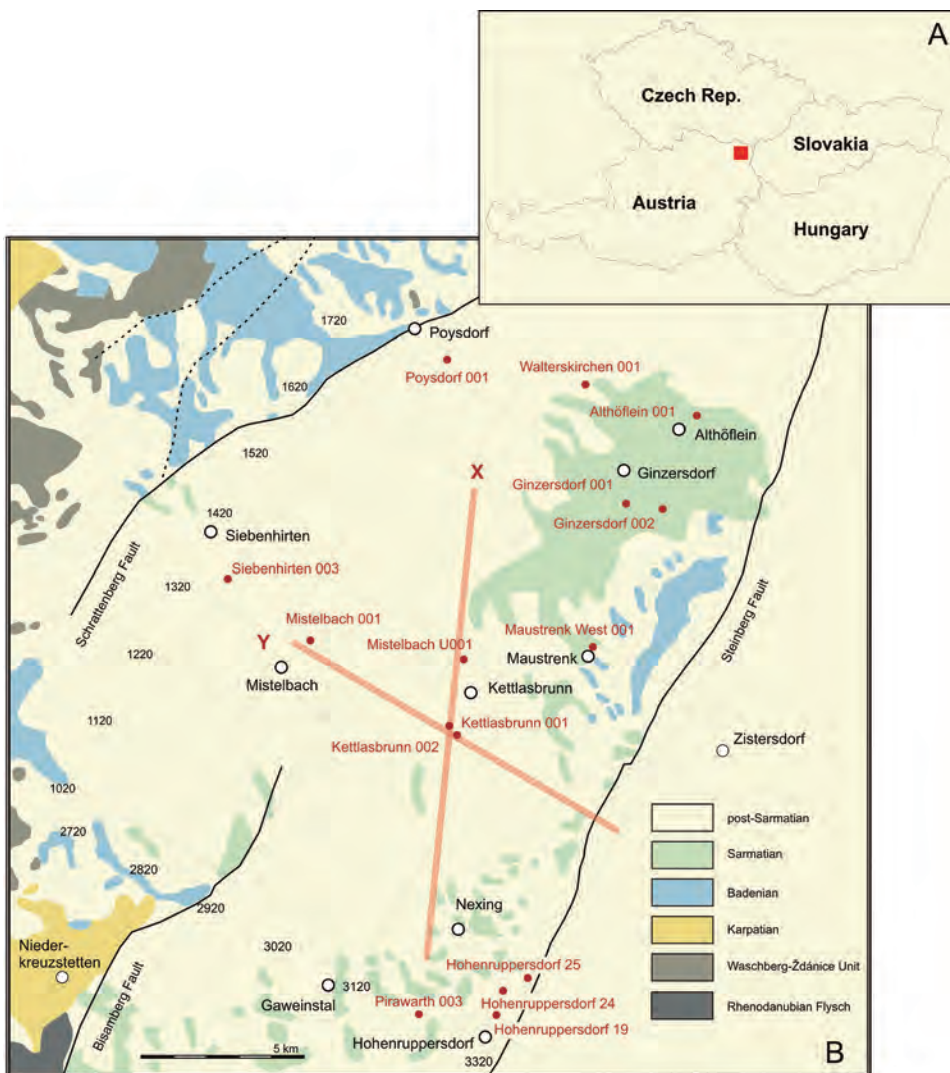 A
Czech Rep.
Slovakia
Austria
Hungary
1720
Poysdorf
Poysdorf 001
Walterskirchen 001
1620
Althöflein 001
Althöflein
1520
Ginzersdorf
Ginzersdorf 001
X
1420
Siebenhirten
Ginzersdorf 002
Schrattenberg Fault
Siebenhirten 003
1320
Steinberg Fault
Mistelbach 001
Y
Mistelbach U001
Maustrenk West 001
1220
Maustrenk
Mistelbach
Kettlasbrunn
1120
Kettlasbrunn 001
Kettlasbrunn 002
Zistersdorf
1020
2720
2820
2920
post-Sarmatian
Sarmatian
Badenian
Karpatian
Waschberg-Ždánice Unit
Rhenodanubian Flysch
Nexing
Nieder-
kreuzstetten
3020
Hohenruppersdorf 25
3120
Gaweinstal
Pirawarth 003
Hohenruppersdorf 24
Hohenruppersdorf 19
Bisamberg Fault
5 km
Hohenruppersdorf
3320
B